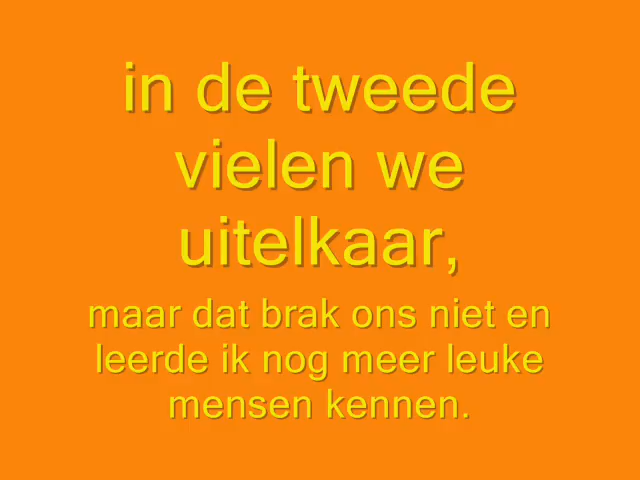 in de tweede
vielen we
uitelkaar,
maar dat brak ons niet en
leerde ik nog meer leuke
mensen kennen.